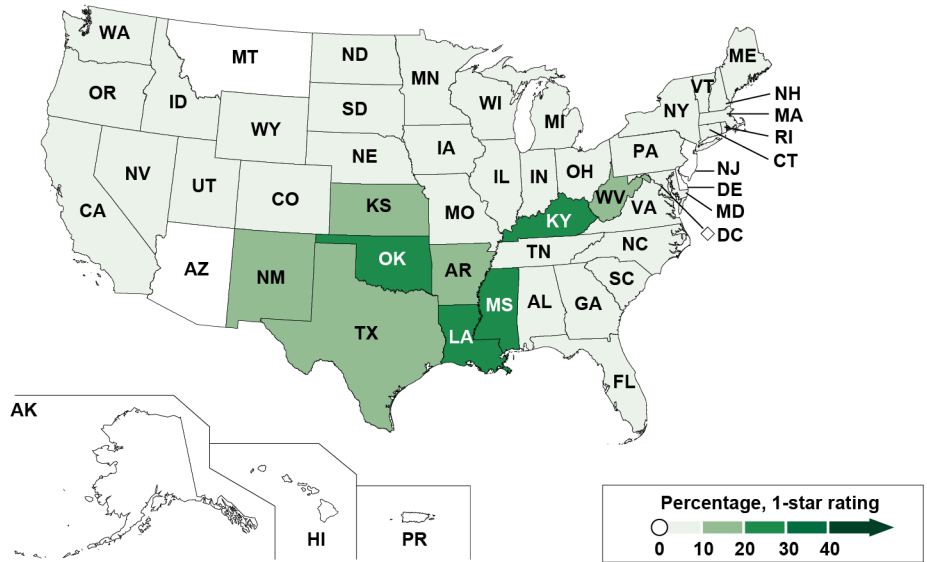 WA
MT
ND
MN
ME
VT
NH
MA
RI
CT
OR
ID
SD
WI
MI
NY
WY
IA
PA
NJ
DE
MD
DC
NE
NV
UT
CO
IL
IN
OH
WV
VA
CA
KS
MO
KY
AZ
NM
OK
AR
TN
NC
SC
TX
LA
MS
AL
GA
FL
AK
HI
PR
Percentage, 1-star rating
0 10 20 30 40